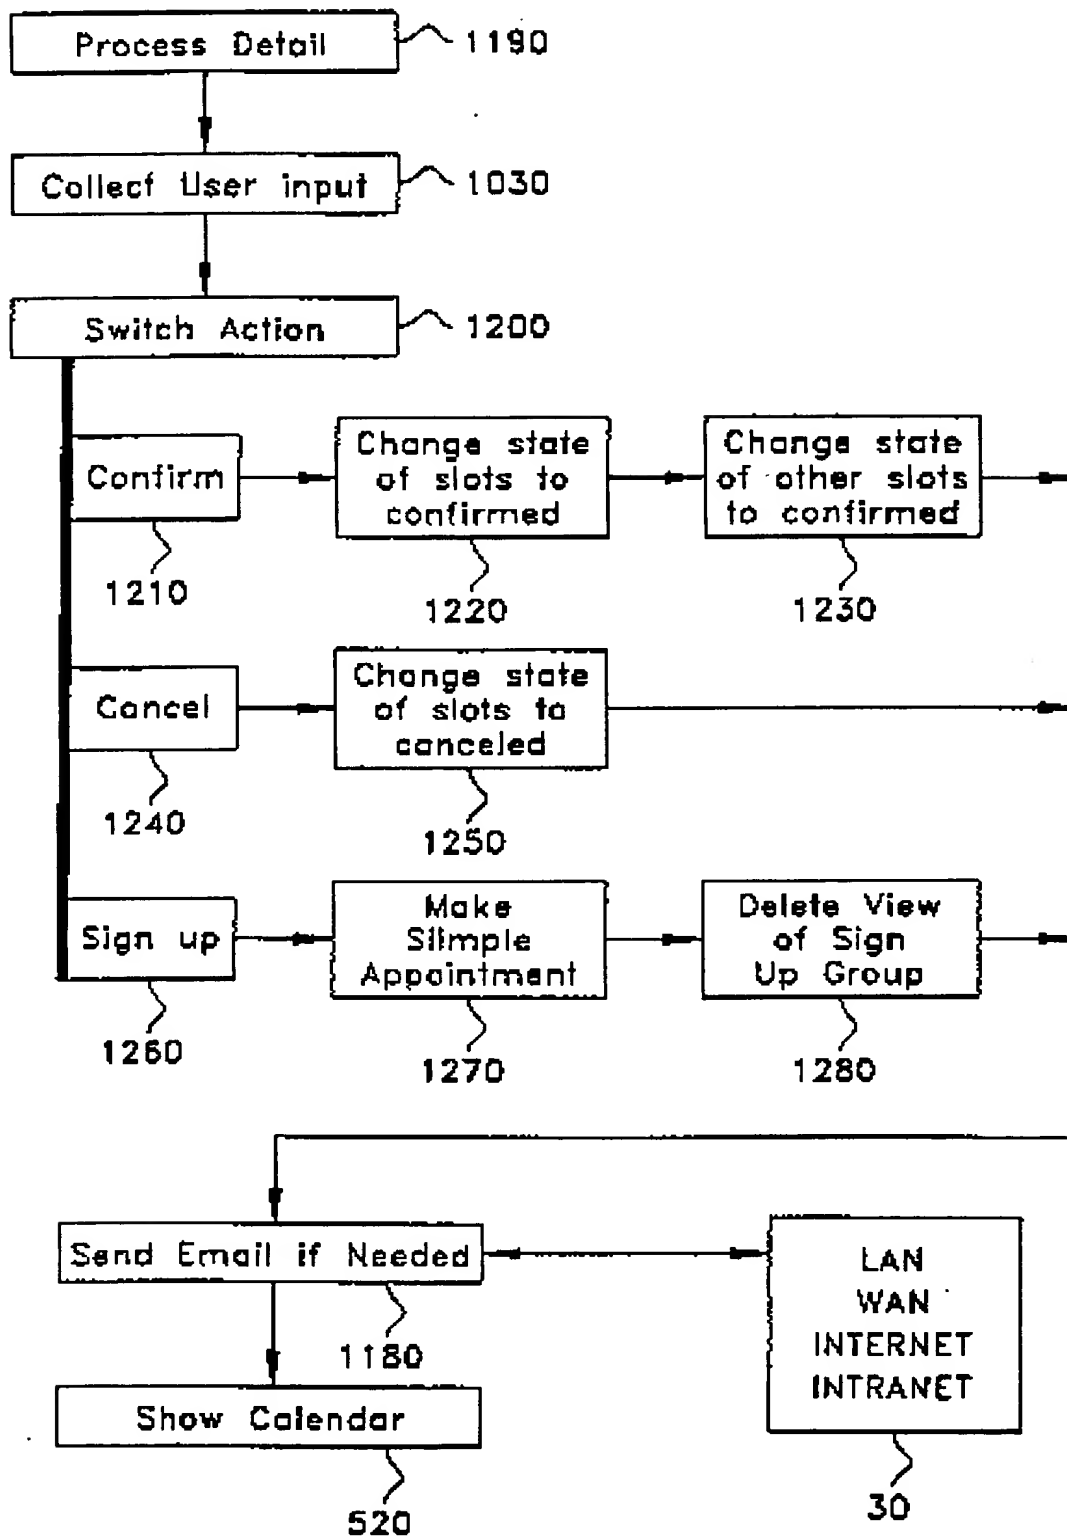 Process Detail
1190
Collecf User input
1030
Switch Action
1200
Confirm
1210
Change state
of slots to
confirmed
1220
Change state
of other slots
to confirmed
1230
Cancel
1240
Change state
of slots to
canceled
1250
Sign up
1260
Make
SIImple
Appointment
1270
Delete View
of Sign
Up Group
1280
Send Email if Needed
1180
LAN
WAN
INTERNET
INTRANET
30
Show Calendar
520